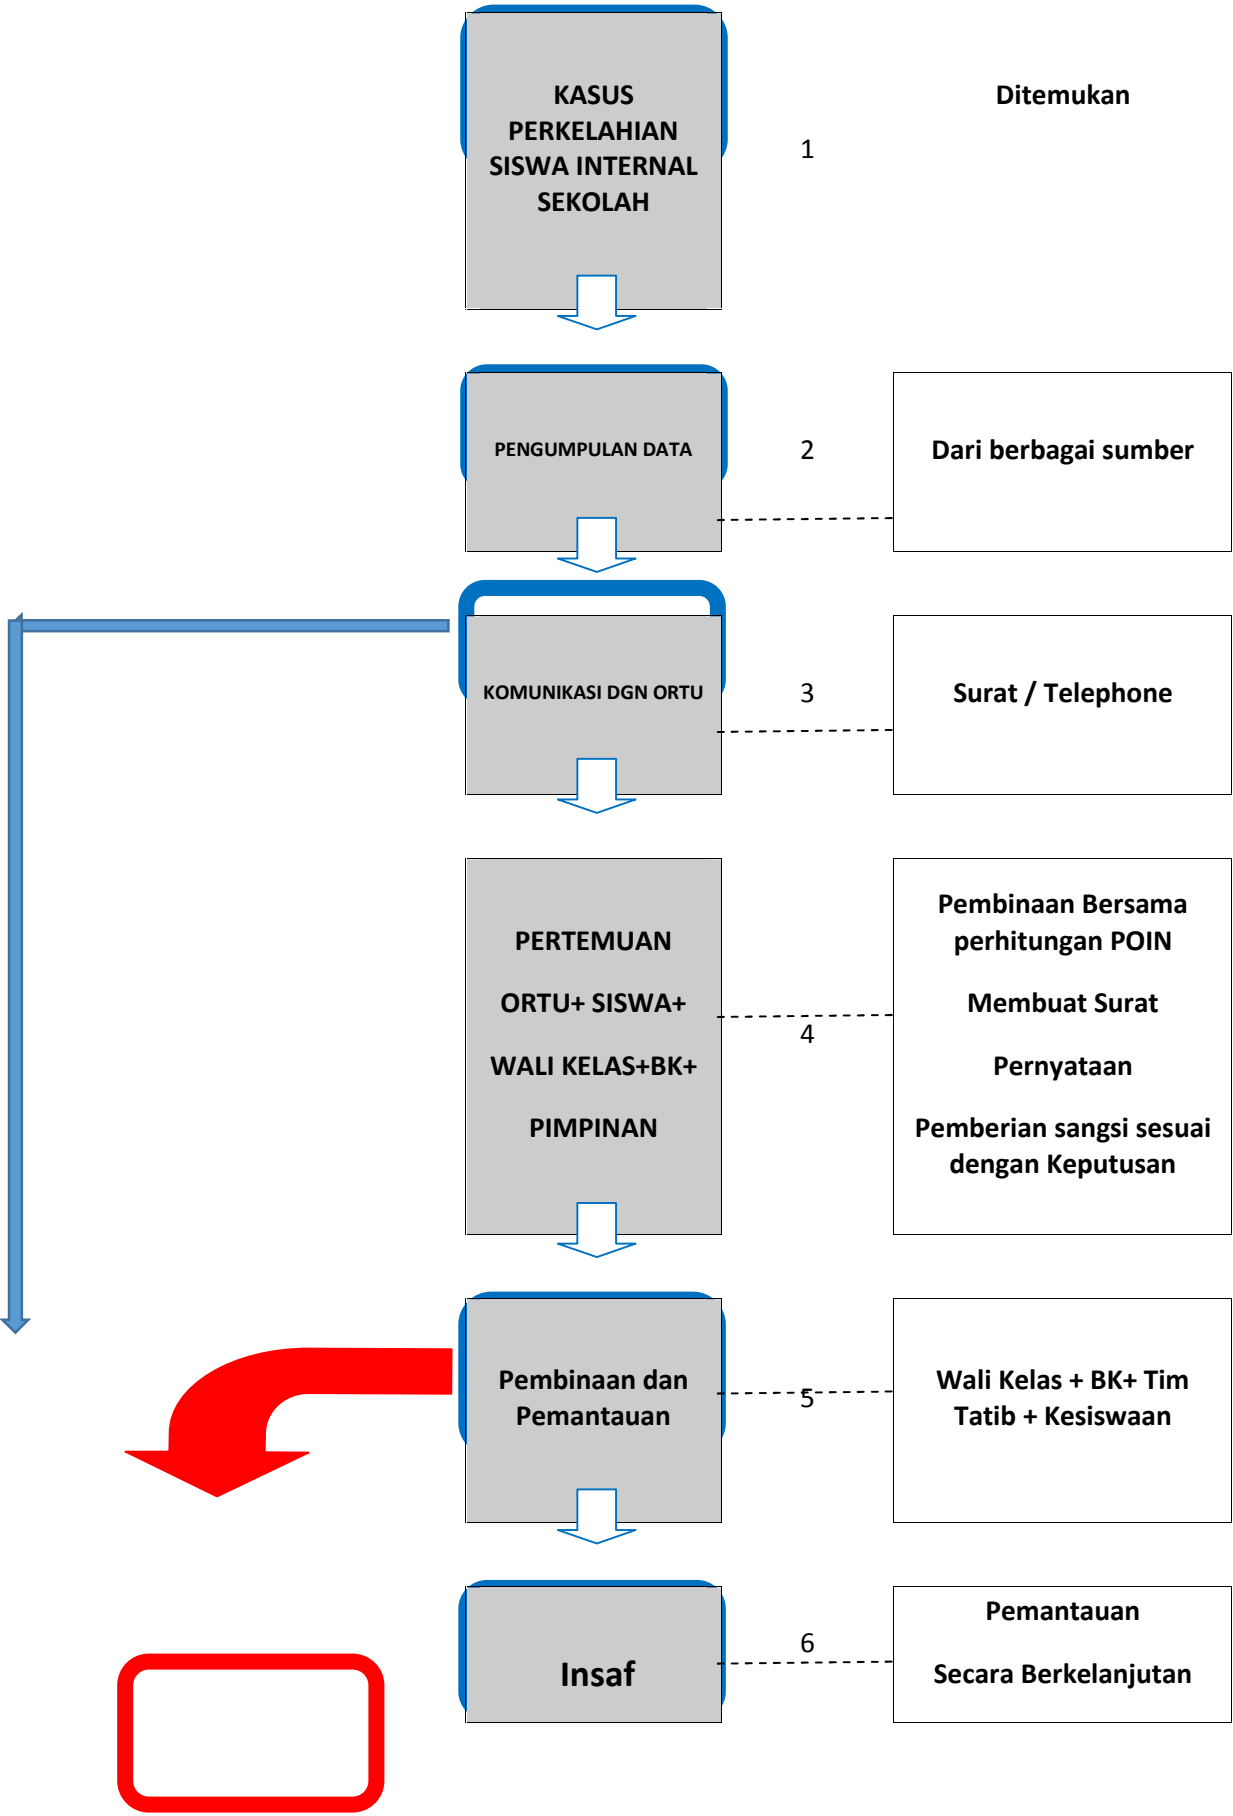 KASUS
PERKELAHIAN
SISWA INTERNAL
SEKOLAH
1
Ditemukan
PENGUMPULAN DATA
2
Dari berbagai sumber
KOMUNIKASI DGN ORTU
3
Surat / Telephone
PERTEMUAN
ORTU+ SISWA+
WALI KELAS+BK+
PIMPINAN
4
Pembinaan Bersama
perhitungan POIN
Membuat Surat
Pernyataan
Pemberian sangsi sesuai
dengan Keputusan
Pembinaan dan
Pemantauan
5
Wali Kelas + BK+ Tim
Tatib + Kesiswaan
Insaf
6
Pemantauan
Secara Berkelanjutan